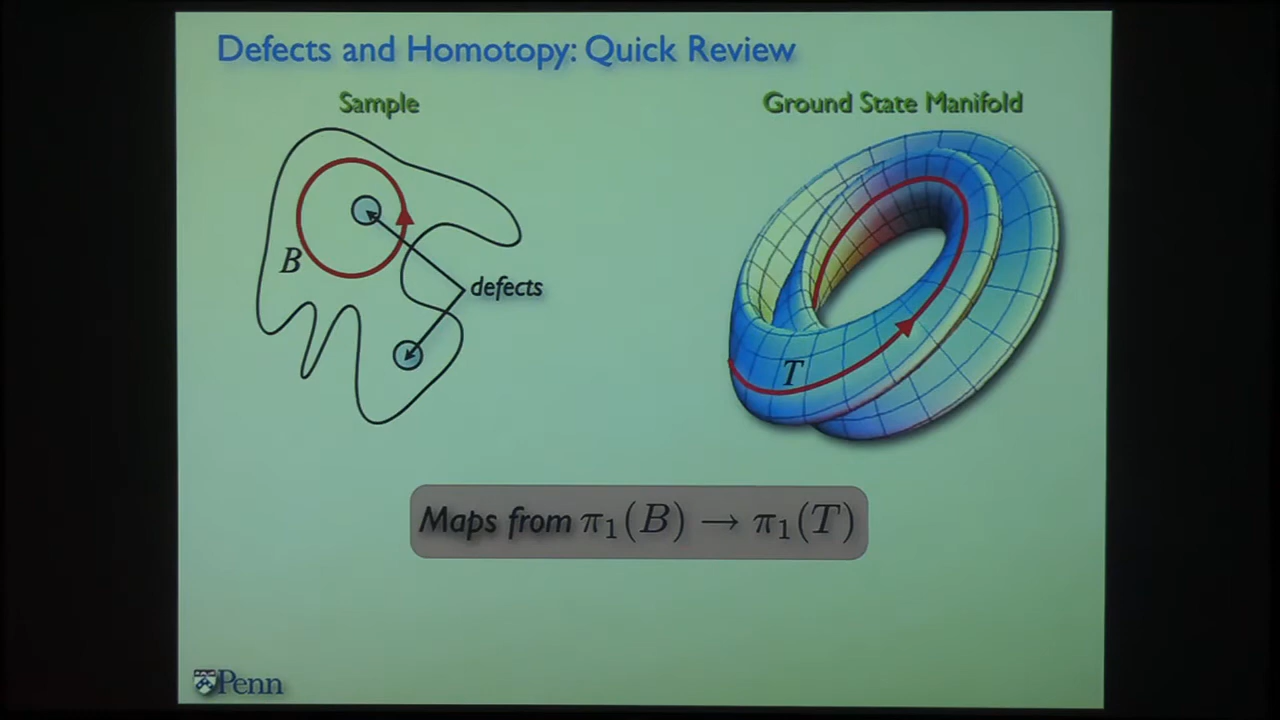 Defects and Homotopy: Quick Review
Sample
Ground State Manifold
B
defects
T
Maps from π₁(B) → π₁(T)
Penn